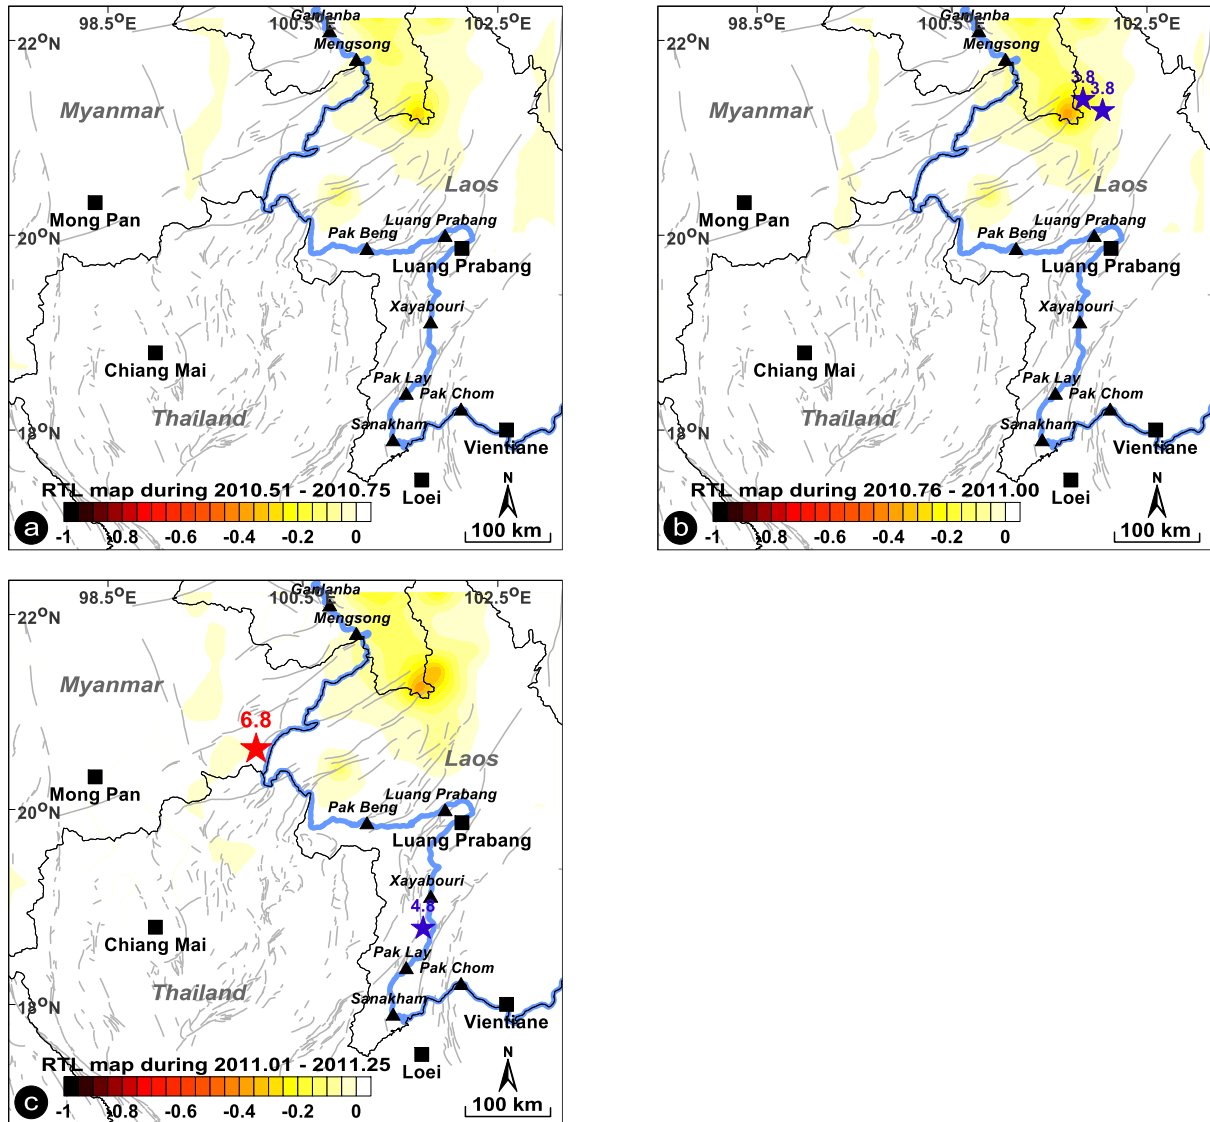 98.5°E 100.5°E 102.5°E
Ganlanba
22°N
Mengsong
Myanmar
Laos
Mong Pan
Luang Prabang
20°N
Pak Beng
Luang Prabang
Xayabouri
Chiang Mai
Pak Lay
Pak Chom
Thailand
Sanakham
18°N
Vientiane
Loei
N
RTL map during 2010.51 - 2010.75
a
-1 -0.8 -0.6 -0.4 -0.2 0
100 km
98.5°E 100.5°E 102.5°E
Ganlanba
22°N
Mengsong
3.8
3.8
Myanmar
Laos
Mong Pan
Luang Prabang
20°N
Pak Beng
Luang Prabang
Xayabouri
Chiang Mai
Pak Lay
Pak Chom
Thailand
Sanakham
18°N
Vientiane
Loei
N
RTL map during 2010.76 - 2011.00
b
-1 -0.8 -0.6 -0.4 -0.2 0
100 km
98.5°E 100.5°E 102.5°E
Ganlanba
22°N
Mengsong
Myanmar
6.8
Laos
Mong Pan
Luang Prabang
20°N
Pak Beng
Luang Prabang
Xayabouri
4.8
Chiang Mai
Pak Lay
Pak Chom
Thailand
Sanakham
18°N
Vientiane
Loei
N
RTL map during 2011.01 - 2011.25
c
-1 -0.8 -0.6 -0.4 -0.2 0
100 km